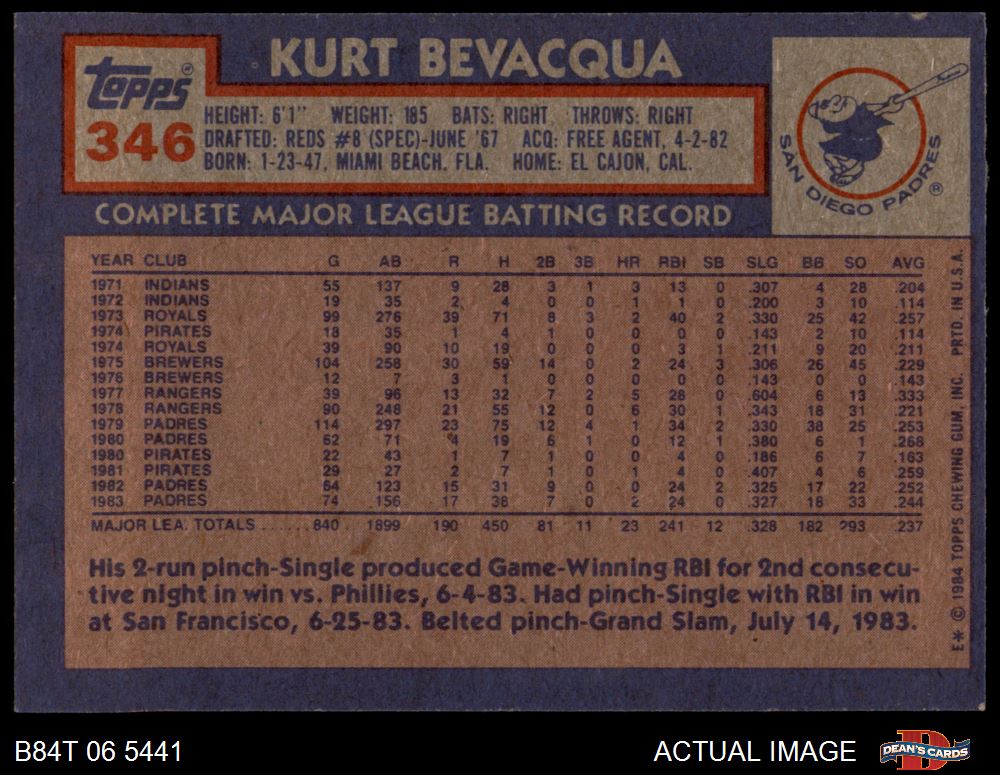 KURT BEVACQUA
Topps®
346
HEIGHT: 6'1" WEIGHT: 185 BATS: RIGHT THROWS: RIGHT
DRAFTED: REDS #8 (SPEC)-JUNE '67 ACQ: FREE AGENT, 4-2-82
BORN: 1-23-47, MIAMI BEACH, FLA. HOME: EL CAJON, CAL.
SAN DIEGO PADRES ®
COMPLETE MAJOR LEAGUE BATTING RECORD
YEAR CLUB G AB R H 2B 3B HR RBI SB SLG BB SO AVG
1971 INDIANS 55 137 9 28 3 1 3 13 0 .307 4 28 .204
1972 INDIANS 19 35 2 4 0 0 1 1 0 .200 3 10 .114
1973 ROYALS 99 276 39 71 8 3 2 40 2 .330 25 42 .257
1974 PIRATES 18 35 1 4 1 0 0 0 0 .143 2 10 .114
1974 ROYALS 39 90 10 19 0 0 0 3 1 .211 9 20 .211
1975 BREWERS 104 258 30 59 14 0 2 24 3 .306 26 45 .229
1976 BREWERS 12 7 3 1 0 0 0 0 0 .143 0 0 .143
1977 RANGERS 39 96 13 32 7 2 5 28 0 .604 6 13 .333
1978 RANGERS 90 248 21 55 12 0 6 30 1 .343 18 31 .221
1979 PADRES 114 297 23 75 12 4 1 34 2 .330 38 25 .253
1980 PADRES 62 71 4 19 6 1 0 12 1 .380 6 1 .268
1980 PIRATES 22 43 1 7 1 0 0 4 0 .186 6 7 .163
1981 PIRATES 29 27 2 7 1 0 1 4 0 .407 4 6 .259
1982 PADRES 64 123 15 31 9 0 0 24 2 .325 17 22 .252
1983 PADRES 74 156 17 38 7 0 2 24 0 .327 18 33 .244
MAJOR LEA. TOTALS ...... 840 1899 190 450 81 11 23 241 12 .328 182 293 .237
His 2-run pinch-Single produced Game-Winning RBI for 2nd consecu-
tive night in win vs. Phillies, 6-4-83. Had pinch-Single with RBI in win
at San Francisco, 6-25-83. Belted pinch-Grand Slam, July 14, 1983.
E* © 1984 TOPPS CHEWING GUM, INC. PRTD. IN U.S.A.
B84T 06 5441
ACTUAL IMAGE
D
DEAN'S CARDS